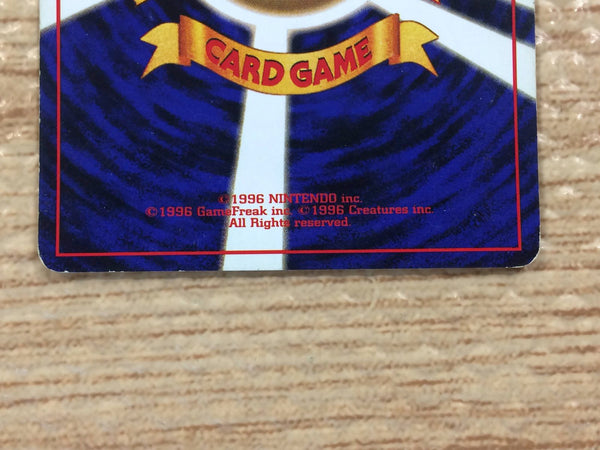 CARD GAME
©1996 NINTENDO inc.
©1996 GameFreak inc. ©1996 Creatures inc.
All Rights reserved.